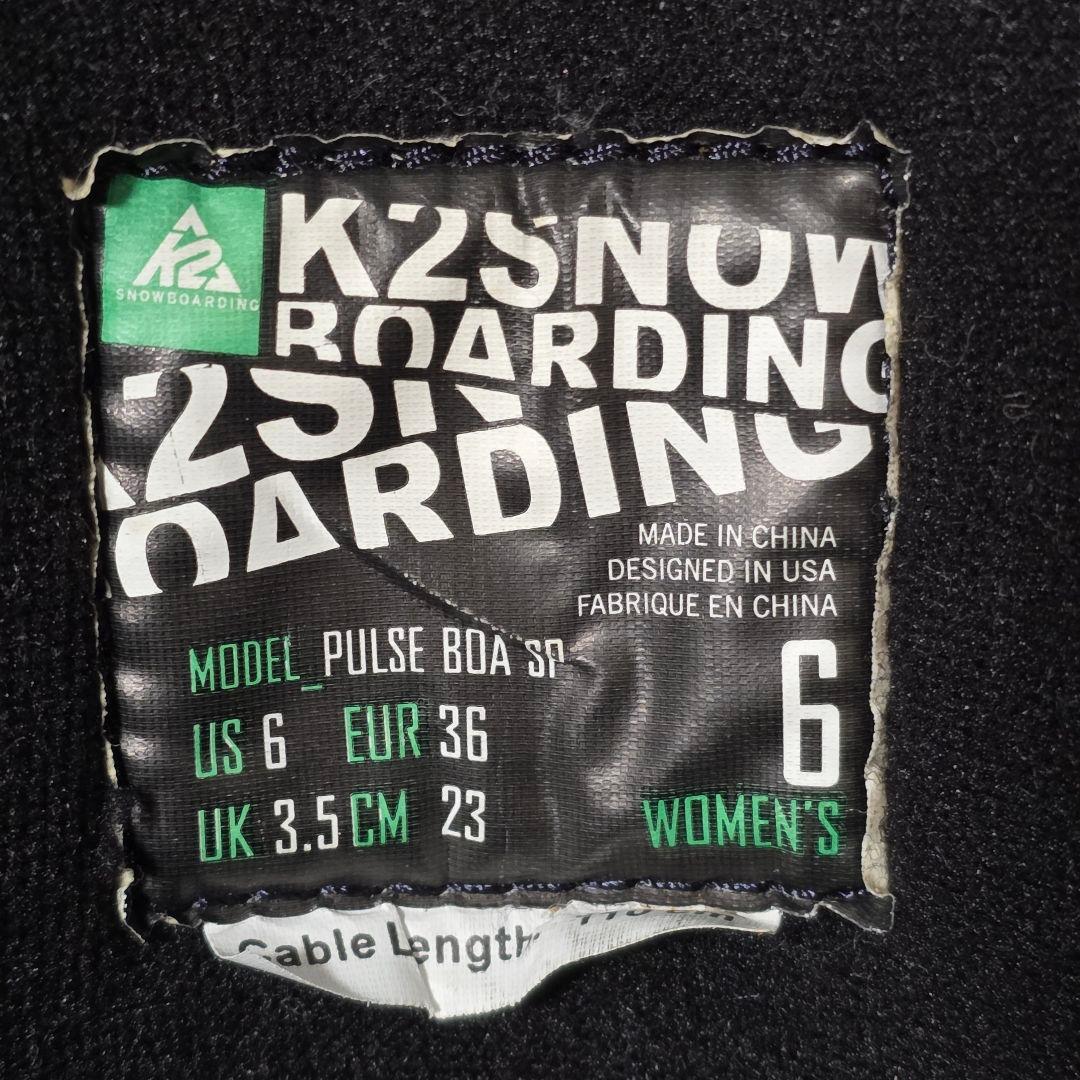 K2
SNOWBOARDING
K2SNOW
BOARDING
K2SN
OARDING
MADE IN CHINA
DESIGNED IN USA
FABRIQUE EN CHINA
MODEL_PULSE BOA SP
US 6 EUR 36
UK 3.5 CM 23
6
WOMEN'S
Cable Length